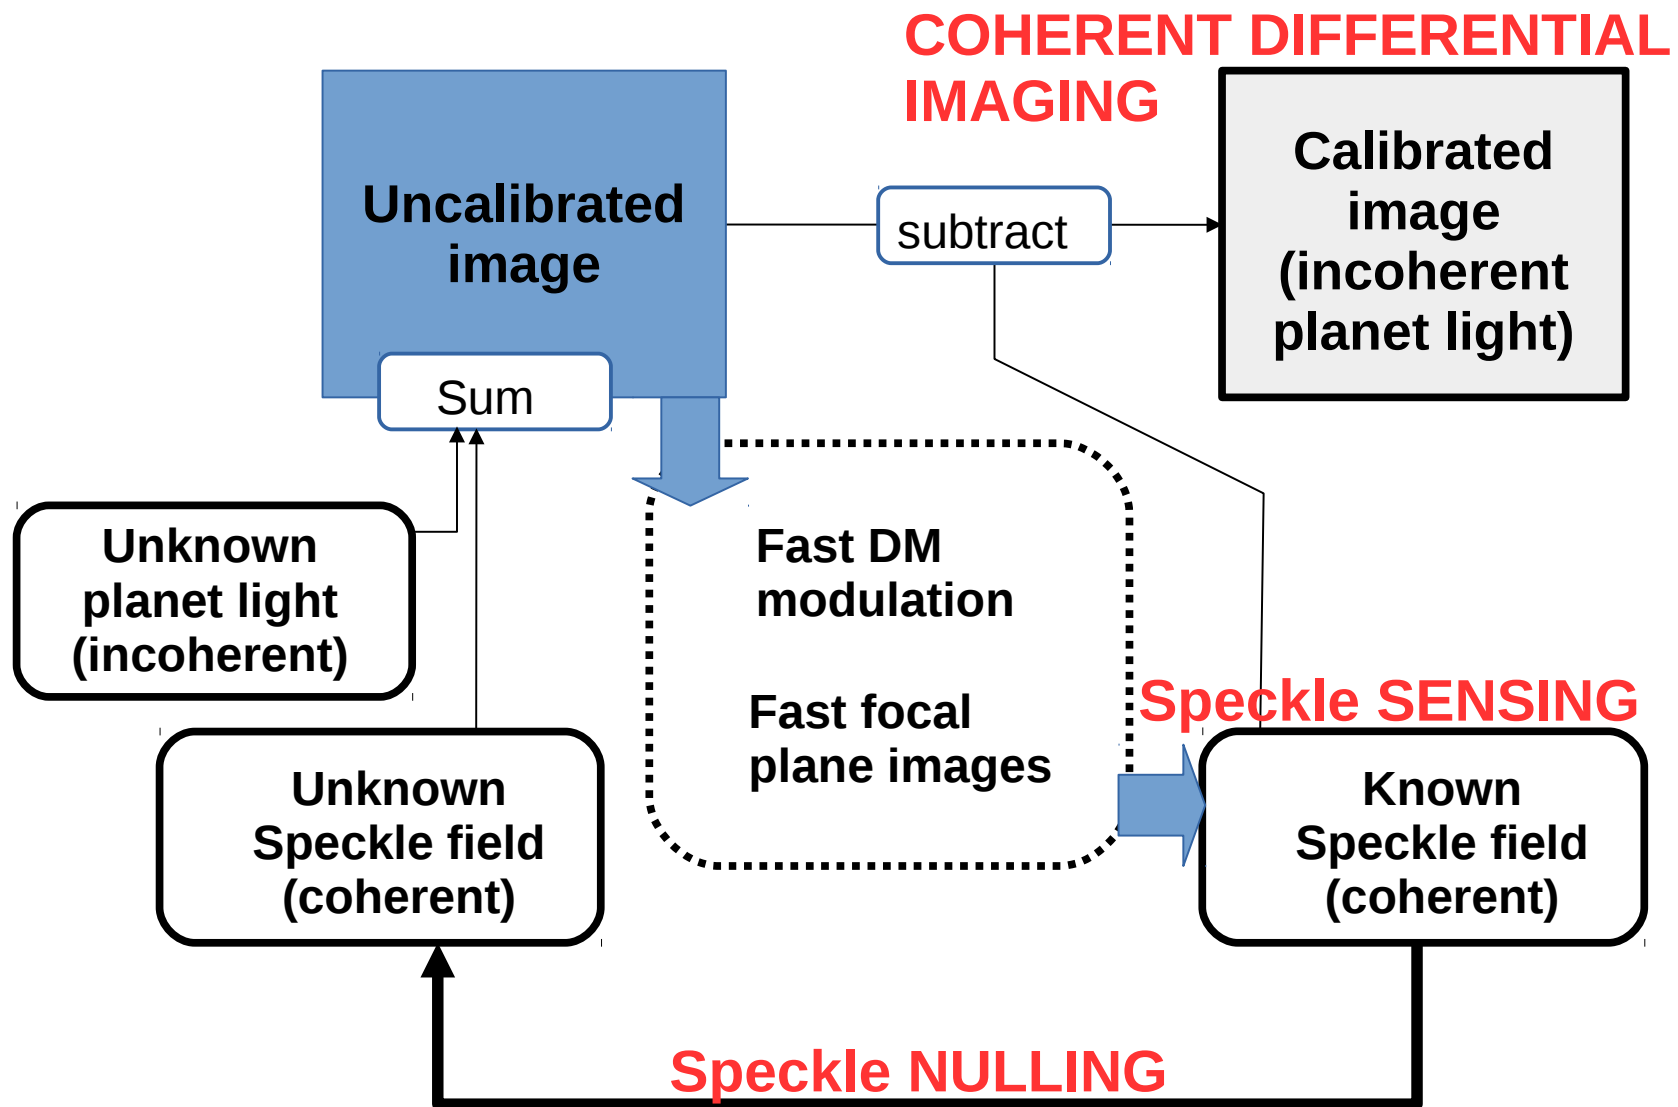 COHERENT DIFFERENTIAL
IMAGING
Uncalibrated
image
subtract
Calibrated
image
(incoherent
planet light)
Sum
Unknown
planet light
(incoherent)
Fast DM
modulation
Fast focal
plane images
Speckle SENSING
Unknown
Speckle field
(coherent)
Known
Speckle field
(coherent)
Speckle NULLING